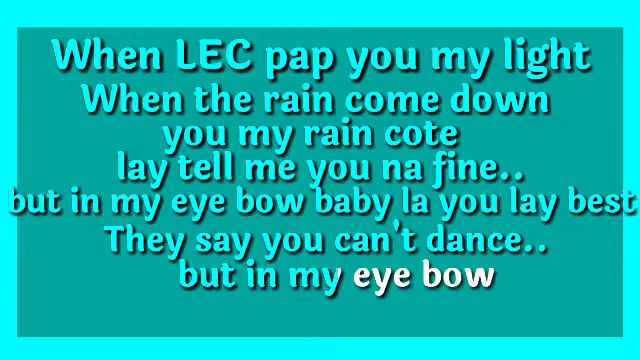 When LEC pap you my light
When the rain come down
you my rain cote
lay tell me you na fine..
but in my eye bow baby la you lay best
They say you can't dance..
but in my eye bow